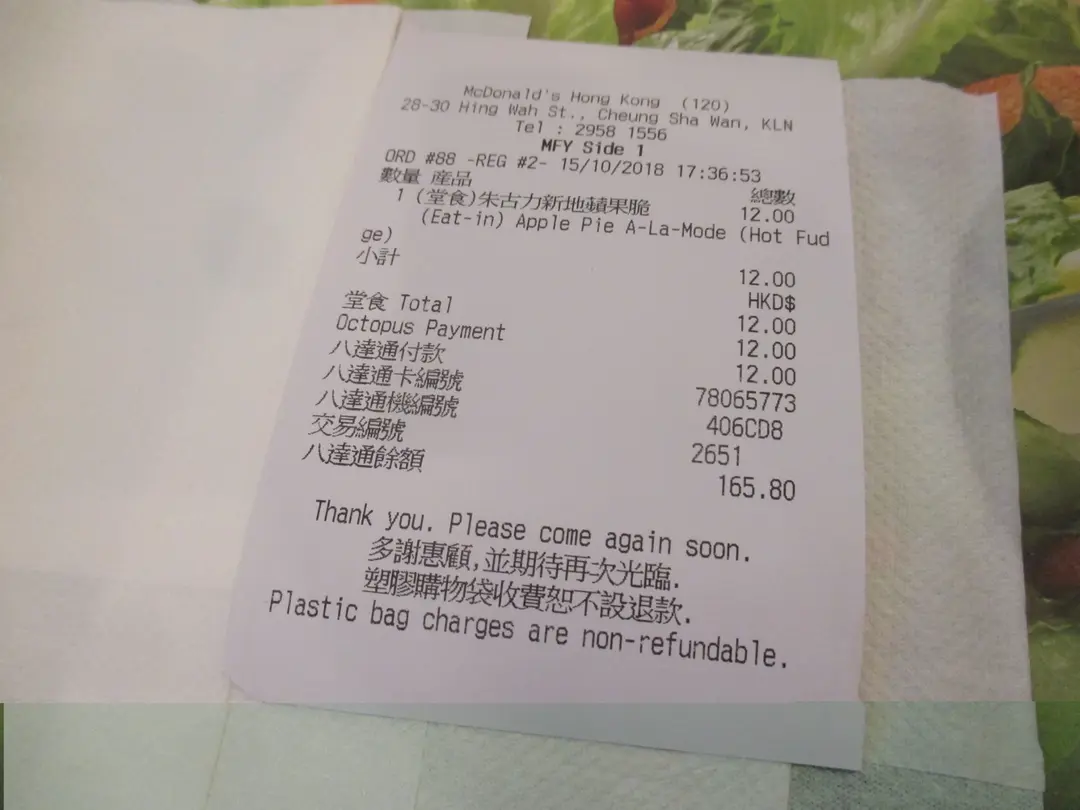 McDonald's Hong Kong (120)
28-30 Hing Wah St., Cheung Sha Wan, KLN
Tel : 2958 1556
MFY Side 1
ORD #88 -REG #2- 15/10/2018 17:36:53
數量 產品 總數
1 (堂食)朱古力新地蘋果脆 12.00
(Eat-in) Apple Pie A-La-Mode (Hot Fud
ge)
小計 12.00
HKD$
堂食 Total 12.00
Octopus Payment 12.00
八達通付款 12.00
八達通卡編號 78065773
八達通機編號 406CD8
交易編號 2651
八達通餘額 165.80
Thank you. Please come again soon.
多謝惠顧,並期待再次光臨.
塑膠購物袋收費恕不設退款.
Plastic bag charges are non-refundable.